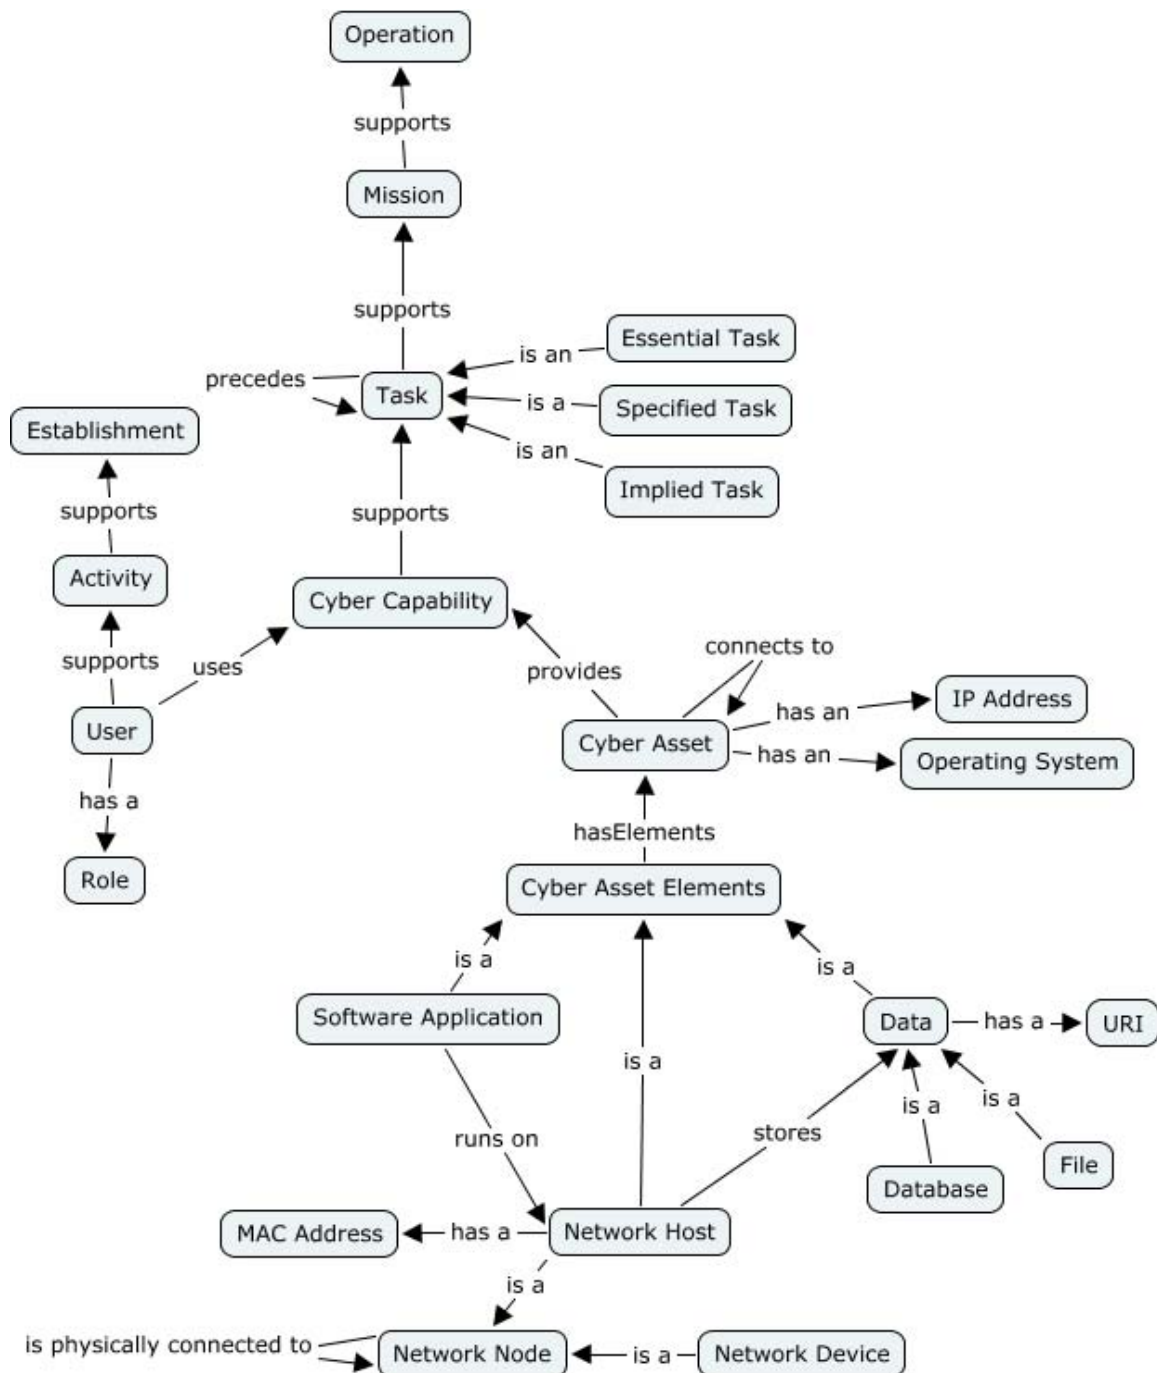 Operation
supports
Mission
supports
Essential Task
is an
precedes
Task
is a
Specified Task
Establishment
is an
Implied Task
supports
supports
Activity
Cyber Capability
connects to
supports
uses
provides
IP Address
has an
User
Cyber Asset
has an
Operating System
has a
hasElements
Role
Cyber Asset Elements
is a
is a
Software Application
Data
has a
URI
is a
is a
is a
runs on
stores
File
Database
MAC Address
has a
Network Host
is a
is physically connected to
Network Node
is a
Network Device